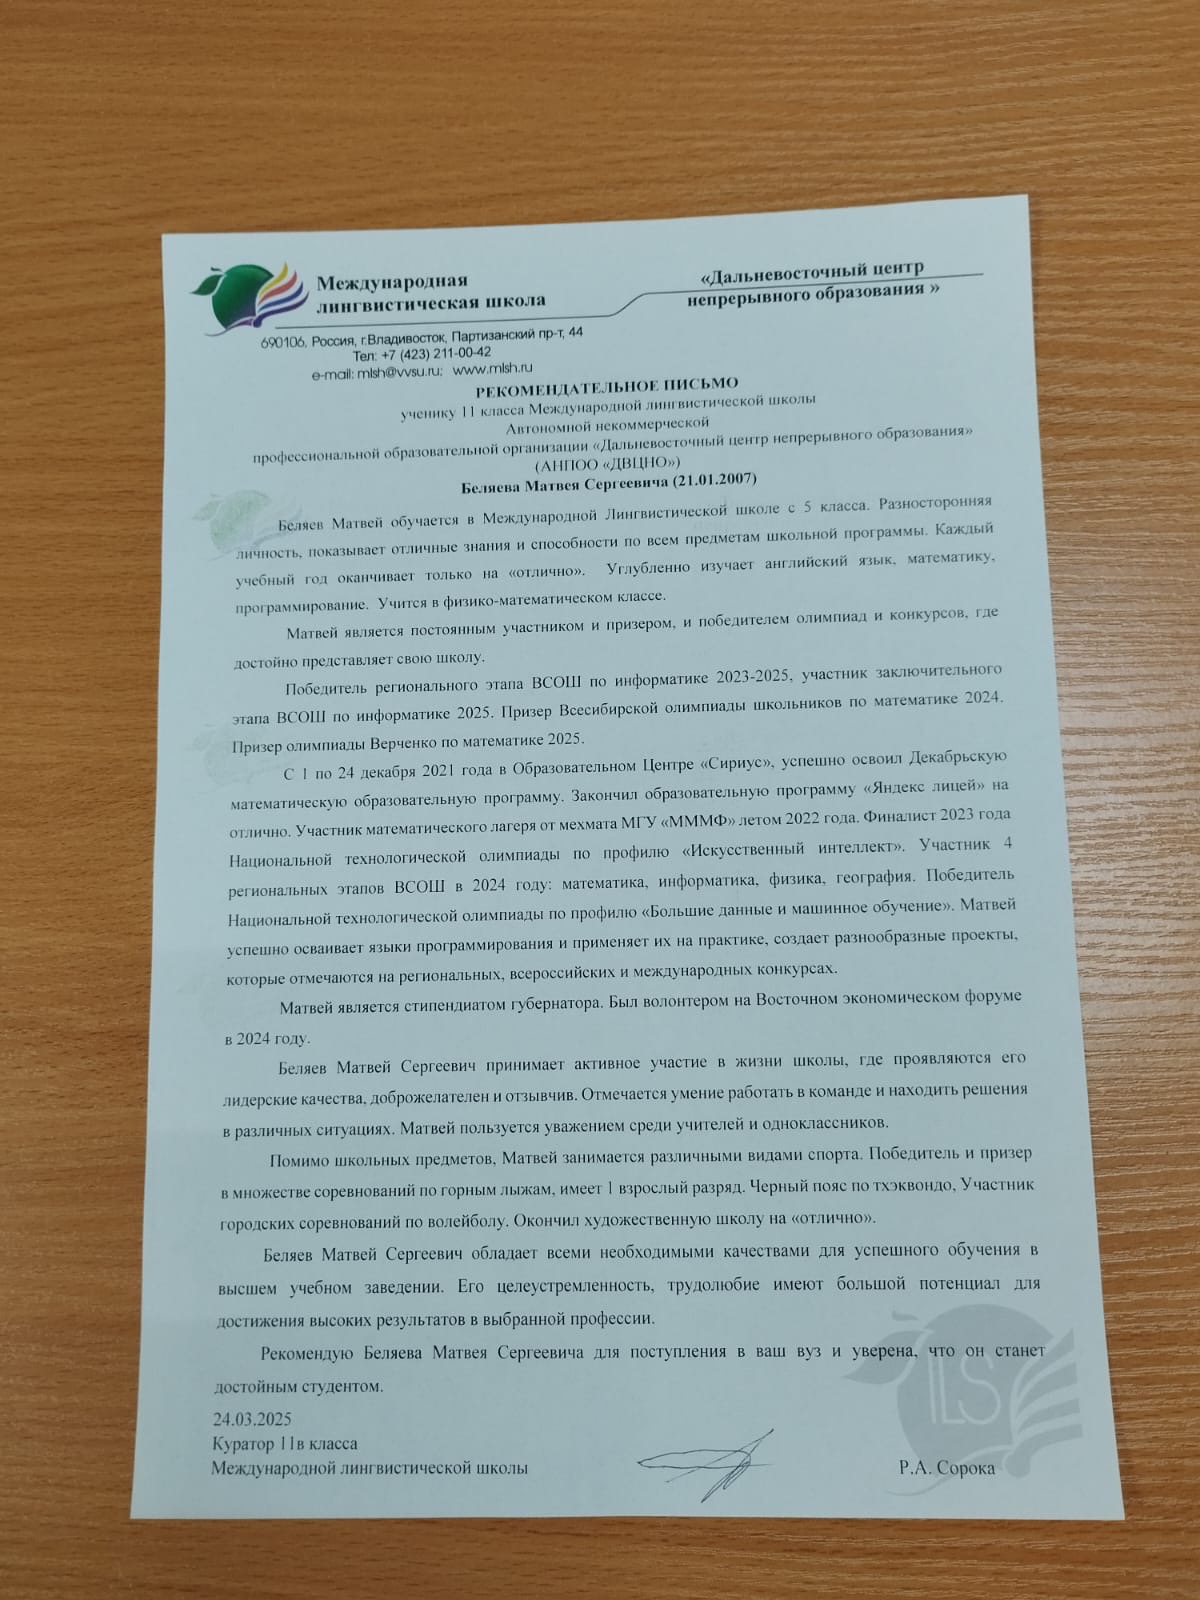 Международная
лингвистическая школа
«Дальневосточный центр
непрерывного образования »
690106, Россия, г.Владивосток, Партизанский пр-т, 44
Тел: +7 (423) 211-00-42
e-mail: mlsh@vvsu.ru; www.mlsh.ru
РЕКОМЕНДАТЕЛЬНОЕ ПИСЬМО
ученику 11 класса Международной лингвистической школы
Автономной некоммерческой
профессиональной образовательной организации «Дальневосточный центр непрерывного образования»
(АНПОО «ДВЦНО»)
Беляева Матвея Сергеевича (21.01.2007)
Беляев Матвей обучается в Международной Лингвистической школе с 5 класса. Разносторонняя
личность, показывает отличные знания и способности по всем предметам школьной программы. Каждый
учебный год оканчивает только на «отлично». Углубленно изучает английский язык, математику,
программирование. Учится в физико-математическом классе.
Матвей является постоянным участником и призером, и победителем олимпиад и конкурсов, где
достойно представляет свою школу.
Победитель регионального этапа ВСОШ по информатике 2023-2025, участник заключительного
этапа ВСОШ по информатике 2025. Призер Всесибирской олимпиады школьников по математике 2024.
Призер олимпиады Верченко по математике 2025.
С 1 по 24 декабря 2021 года в Образовательном Центре «Сириус», успешно освоил Декабрьскую
математическую образовательную программу. Закончил образовательную программу «Яндекс лицей» на
отлично. Участник математического лагеря от мехмата МГУ «МММФ» летом 2022 года. Финалист 2023 года
Национальной технологической олимпиады по профилю «Искусственный интеллект». Участник 4
региональных этапов ВСОШ в 2024 году: математика, информатика, физика, география. Победитель
Национальной технологической олимпиады по профилю «Большие данные и машинное обучение». Матвей
успешно осваивает языки программирования и применяет их на практике, создает разнообразные проекты,
которые отмечаются на региональных, всероссийских и международных конкурсах.
Матвей является стипендиатом губернатора. Был волонтером на Восточном экономическом форуме
в 2024 году.
Беляев Матвей Сергеевич принимает активное участие в жизни школы, где проявляются его
лидерские качества, доброжелателен и отзывчив. Отмечается умение работать в команде и находить решения
в различных ситуациях. Матвей пользуется уважением среди учителей и одноклассников.
Помимо школьных предметов, Матвей занимается различными видами спорта. Победитель и призер
в множестве соревнований по горным лыжам, имеет 1 взрослый разряд. Черный пояс по тхэквондо, Участник
городских соревнований по волейболу. Окончил художественную школу на «отлично».
Беляев Матвей Сергеевич обладает всеми необходимыми качествами для успешного обучения в
высшем учебном заведении. Его целеустремленность, трудолюбие имеют большой потенциал для
достижения высоких результатов в выбранной профессии.
Рекомендую Беляева Матвея Сергеевича для поступления в ваш вуз и уверена, что он станет
достойным студентом.
24.03.2025
Куратор 11в класса
Международной лингвистической школы
Р.А. Сорока
ILS